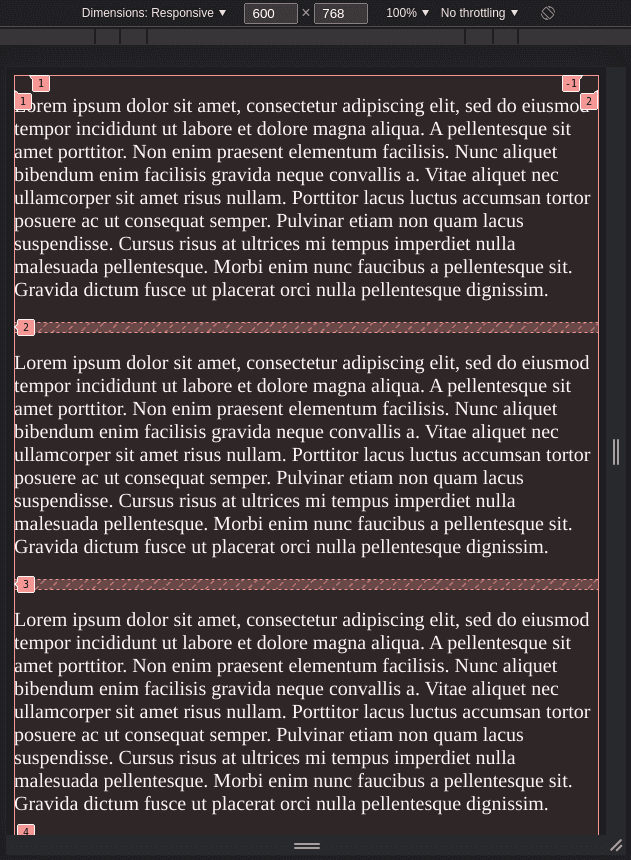 Dimensions: Responsive ▼ 600 × 768 100% ▼ No throttling ▼
1 -1
1 2
Lorem ipsum dolor sit amet, consectetur adipiscing elit, sed do eiusmod
tempor incididunt ut labore et dolore magna aliqua. A pellentesque sit
amet porttitor. Non enim praesent elementum facilisis. Nunc aliquet
bibendum enim facilisis gravida neque convallis a. Vitae aliquet nec
ullamcorper sit amet risus nullam. Porttitor lacus luctus accumsan tortor
posuere ac ut consequat semper. Pulvinar etiam non quam lacus
suspendisse. Cursus risus at ultrices mi tempus imperdiet nulla
malesuada pellentesque. Morbi enim nunc faucibus a pellentesque sit.
Gravida dictum fusce ut placerat orci nulla pellentesque dignissim.
2
Lorem ipsum dolor sit amet, consectetur adipiscing elit, sed do eiusmod
tempor incididunt ut labore et dolore magna aliqua. A pellentesque sit
amet porttitor. Non enim praesent elementum facilisis. Nunc aliquet
bibendum enim facilisis gravida neque convallis a. Vitae aliquet nec
ullamcorper sit amet risus nullam. Porttitor lacus luctus accumsan tortor
posuere ac ut consequat semper. Pulvinar etiam non quam lacus
suspendisse. Cursus risus at ultrices mi tempus imperdiet nulla
malesuada pellentesque. Morbi enim nunc faucibus a pellentesque sit.
Gravida dictum fusce ut placerat orci nulla pellentesque dignissim.
3
Lorem ipsum dolor sit amet, consectetur adipiscing elit, sed do eiusmod
tempor incididunt ut labore et dolore magna aliqua. A pellentesque sit
amet porttitor. Non enim praesent elementum facilisis. Nunc aliquet
bibendum enim facilisis gravida neque convallis a. Vitae aliquet nec
ullamcorper sit amet risus nullam. Porttitor lacus luctus accumsan tortor
posuere ac ut consequat semper. Pulvinar etiam non quam lacus
suspendisse. Cursus risus at ultrices mi tempus imperdiet nulla
malesuada pellentesque. Morbi enim nunc faucibus a pellentesque sit.
Gravida dictum fusce ut placerat orci nulla pellentesque dignissim.
4